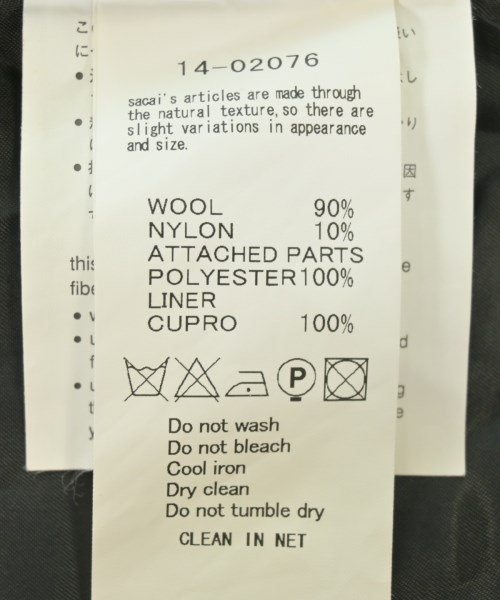 14-02076
sacai's articles are made through
the natural texture, so there are
slight variations in appearance
and size.
WOOL 90%
NYLON 10%
ATTACHED PARTS
POLYESTER 100%
LINER
CUPRO 100%
P
Do not wash
Do not bleach
Cool iron
Dry clean
Do not tumble dry
CLEAN IN NET